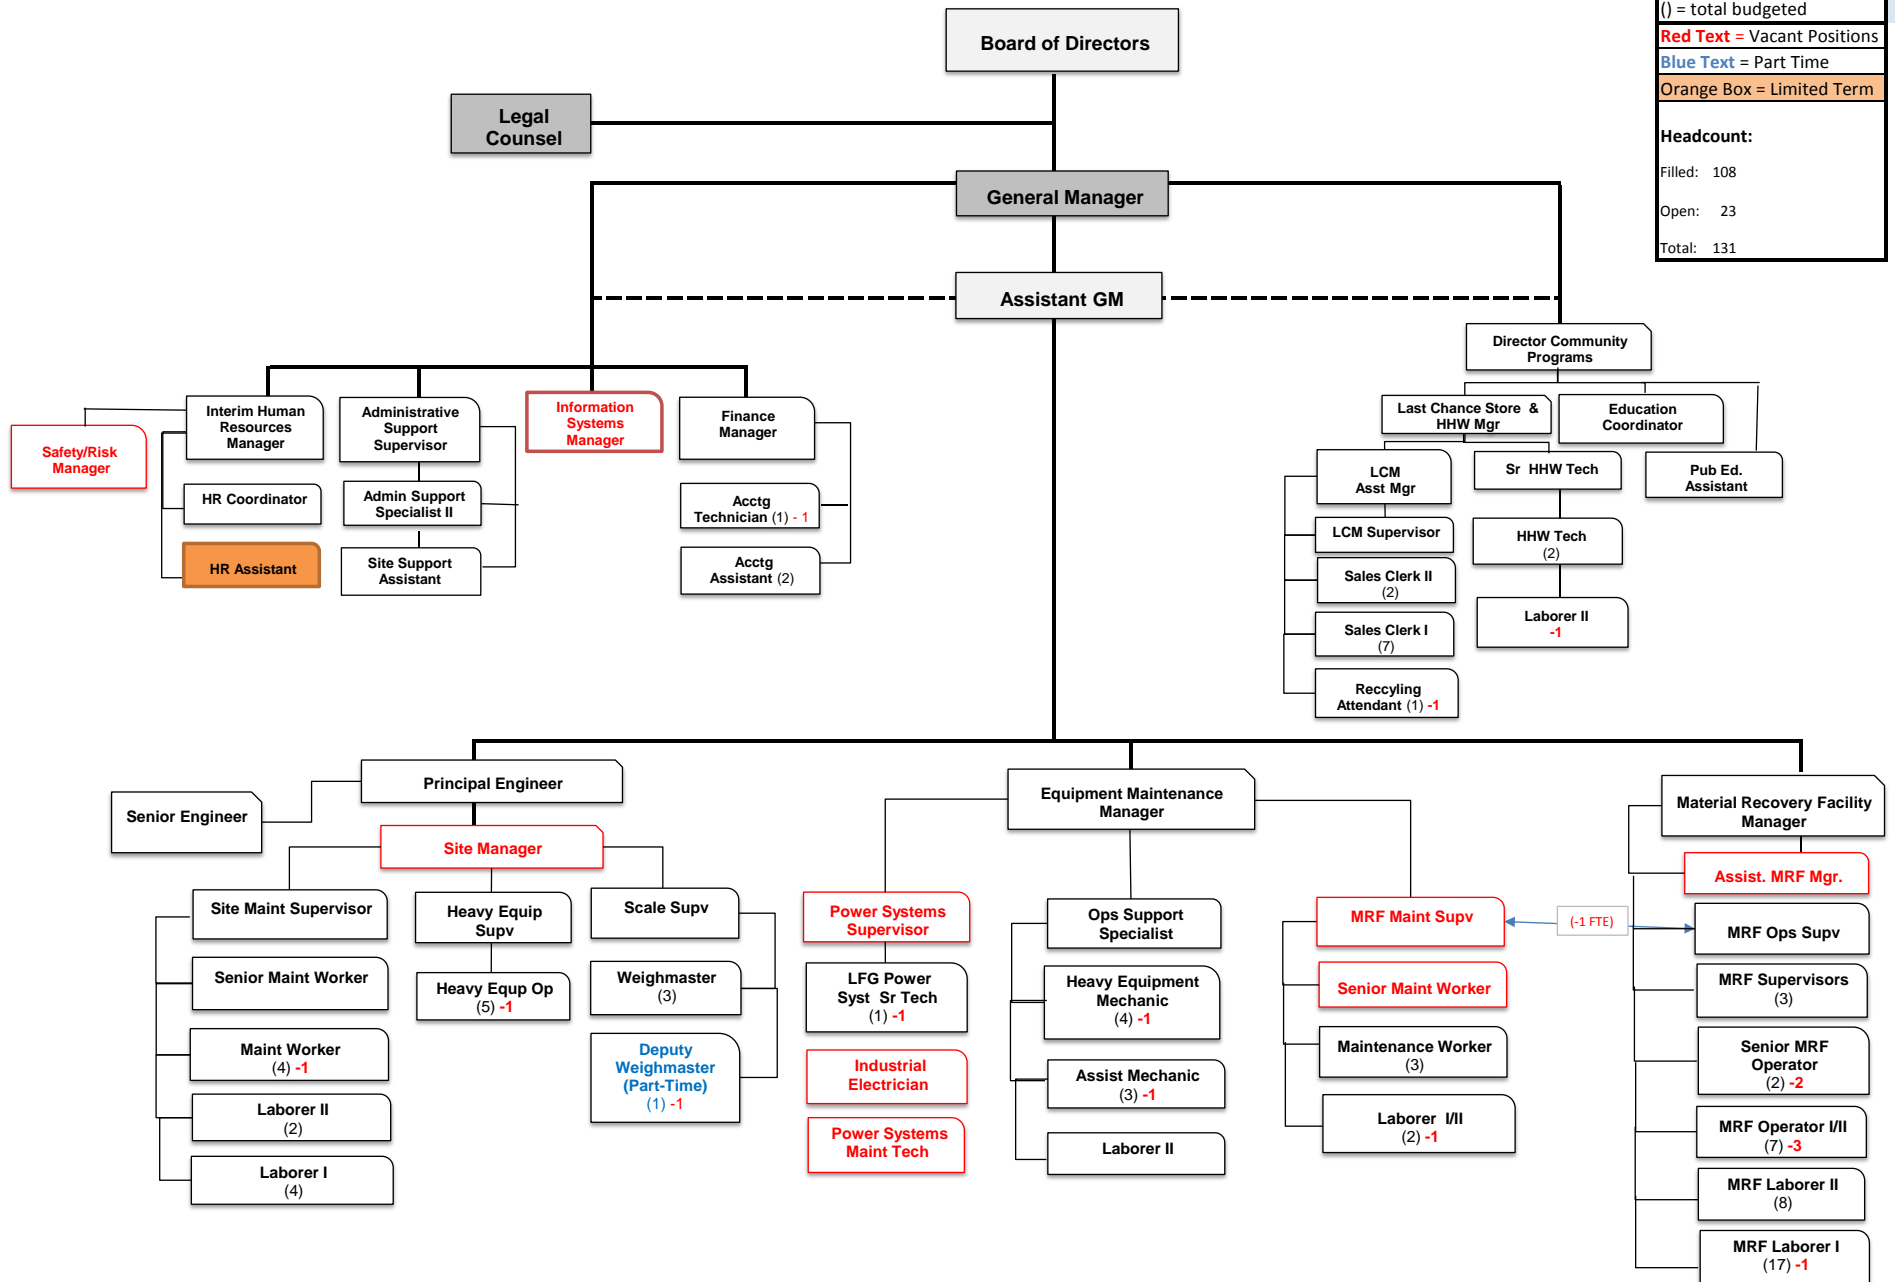 () = total budgeted
Red Text = Vacant Positions
Blue Text = Part Time
Orange Box = Limited Term
Headcount:
Filled: 108
Open: 23
Total: 131
Board of Directors
Legal
Counsel
General Manager
Assistant GM
Director Community
Programs
Interim Human
Resources
Manager
Administrative
Support
Supervisor
Information
Systems
Manager
Finance
Manager
Safety/Risk
Manager
HR Coordinator
Admin Support
Specialist II
Acctg
Technician (1) - 1
HR Assistant
Site Support
Assistant
Acctg
Assistant (2)
Last Chance Store &
HHW Mgr
Education
Coordinator
LCM
Asst Mgr
Sr HHW Tech
Pub Ed.
Assistant
LCM Supervisor
HHW Tech
(2)
Sales Clerk II
(2)
Laborer II
-1
Sales Clerk I
(7)
Reccyling
Attendant (1) -1
Principal Engineer
Senior Engineer
Site Manager
Site Maint Supervisor
Heavy Equip
Supv
Scale Supv
Senior Maint Worker
Heavy Equp Op
(5) -1
Weighmaster
(3)
Maint Worker
(4) -1
Deputy
Weighmaster
(Part-Time)
(1) -1
Laborer II
(2)
Laborer I
(4)
Equipment Maintenance
Manager
Power Systems
Supervisor
Ops Support
Specialist
MRF Maint Supv
(-1 FTE)
LFG Power
Syst Sr Tech
(1) -1
Heavy Equipment
Mechanic
(4) -1
Senior Maint Worker
Industrial
Electrician
Assist Mechanic
(3) -1
Maintenance Worker
(3)
Power Systems
Maint Tech
Laborer II
Laborer I/II
(2) -1
Material Recovery Facility
Manager
Assist. MRF Mgr.
MRF Ops Supv
MRF Supervisors
(3)
Senior MRF
Operator
(2) -2
MRF Operator I/II
(7) -3
MRF Laborer II
(8)
MRF Laborer I
(17) -1